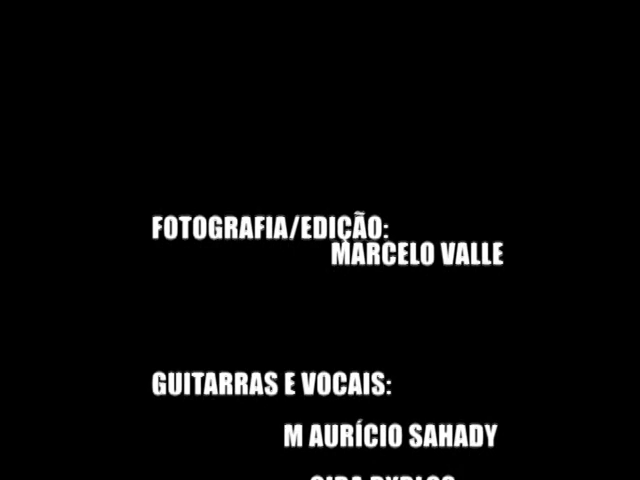 FOTOGRAFIA/EDIÇÃO:
MARCELO VALLE
GUITARRAS E VOCAIS:
M AURÍCIO SAHADY